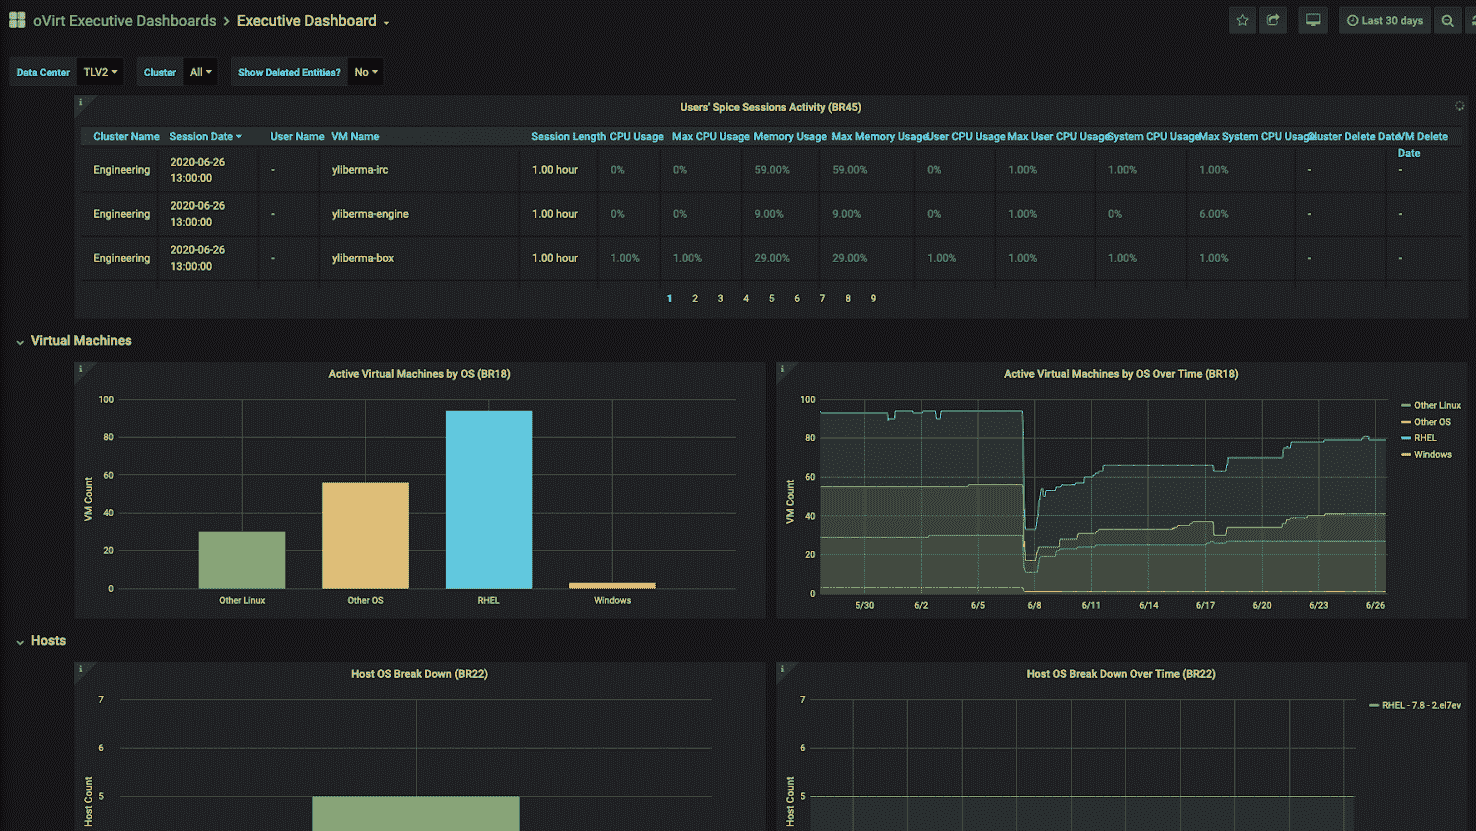 oVirt Executive Dashboards > Executive Dashboard
Last 30 days
Data Center TLV2 Cluster All Show Deleted Entities? No
Users' Spice Sessions Activity (BR45)
Cluster Name Session Date User Name VM Name Session Length CPU Usage Max CPU Usage Memory Usage Max Memory Usage User CPU Usage Max User CPU Usage System CPU Usage Max System CPU Usage Cluster Delete Date VM Delete Date
Engineering 2020-06-26 13:00:00 - yliberma-irc 1.00 hour 0% 0% 59.00% 59.00% 0% 1.00% 1.00% 1.00% - -
Engineering 2020-06-26 13:00:00 - yliberma-engine 1.00 hour 0% 0% 9.00% 9.00% 0% 1.00% 0% 6.00% - -
Engineering 2020-06-26 13:00:00 - yliberma-box 1.00 hour 1.00% 1.00% 29.00% 29.00% 1.00% 1.00% 1.00% 1.00% - -
1 2 3 4 5 6 7 8 9
Virtual Machines
Active Virtual Machines by OS (BR18)
VM Count
100
80
60
40
20
0
Other Linux Other OS RHEL Windows
Active Virtual Machines by OS Over Time (BR18)
VM Count
100
80
60
40
20
0
5/30 6/2 6/5 6/8 6/11 6/14 6/17 6/20 6/23 6/26
Other Linux
Other OS
RHEL
Windows
Hosts
Host OS Break Down (BR22)
Host Count
7
6
5
Host OS Break Down Over Time (BR22)
Host Count
7
6
5
RHEL - 7.8 - 2.el7ev